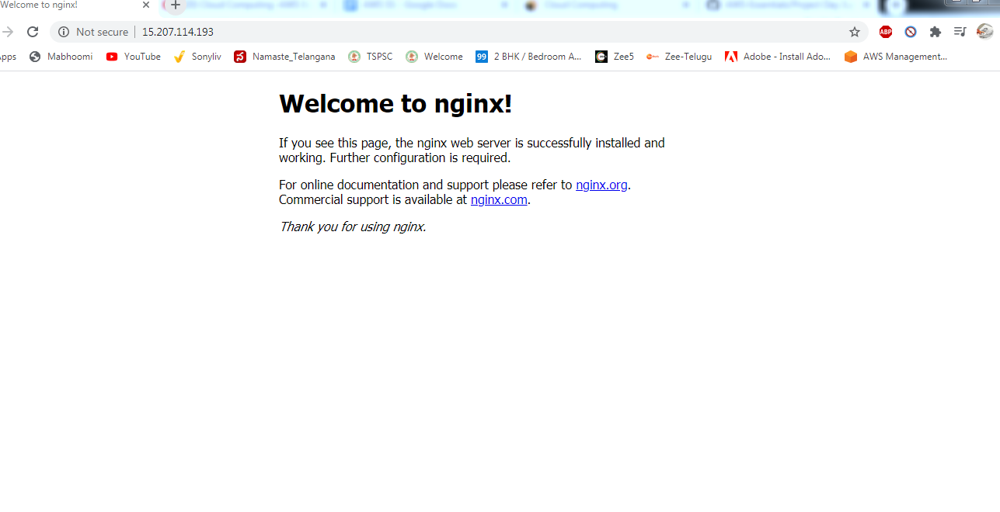 Welcome to nginx!
Not secure 15.207.114.193
pps Mabhoomi YouTube Sonyliv Namaste_Telangana TSPSC Welcome 99 2 BHK / Bedroom A... Zee5 Zee-Telugu Adobe - Install Ado... AWS Management...
ABP
Welcome to nginx!
If you see this page, the nginx web server is successfully installed and
working. Further configuration is required.
For online documentation and support please refer to nginx.org.
Commercial support is available at nginx.com.
Thank you for using nginx.